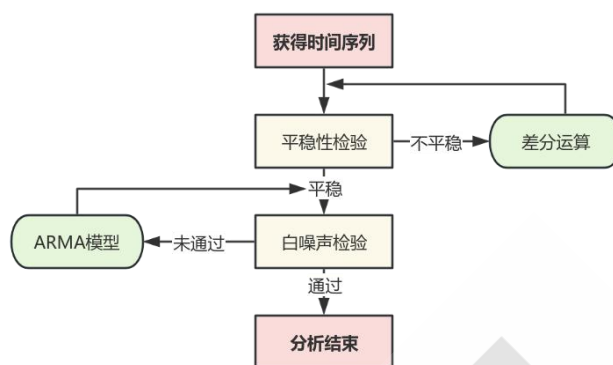 获得时间序列
平稳性检验
不平稳
差分运算
平稳
ARMA模型
未通过
白噪声检验
通过
分析结束